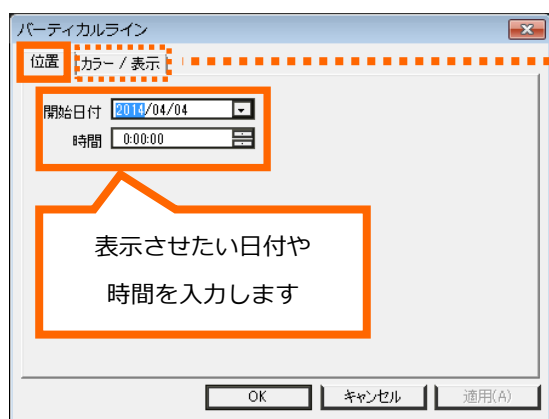 バーティカルライン
位置 カラー / 表示
開始日付 2014/04/04
時間 0:00:00
表示させたい日付や
時間を入力します
OK キャンセル 適用(A)